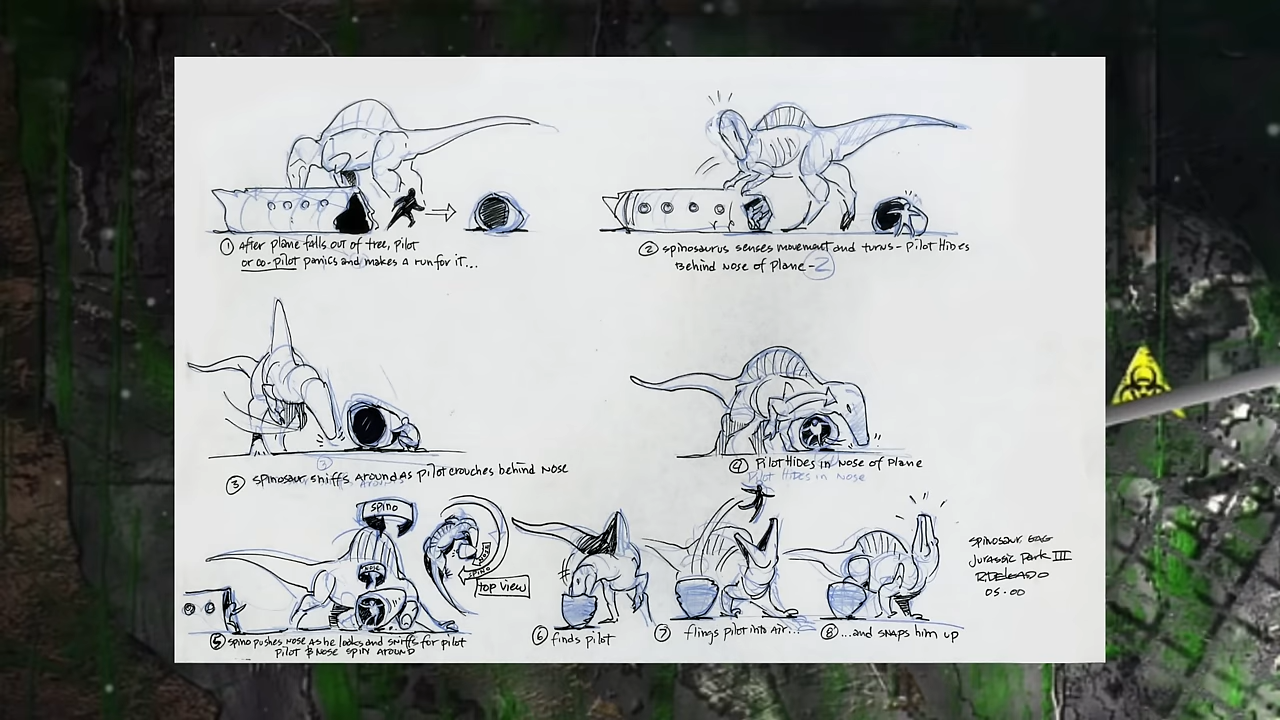 1 After plane falls out of tree, pilot
or co-pilot panics and makes a run for it...
2 spinosaurus senses movement and turns - Pilot Hides
Behind Nose of Plane - 2
3 spinosaur sniffs around as pilot crouches behind Nose
4 Pilot Hides in Nose of Plane
Pilot Hides in Nose
SPINO
NOSE
NOSE
SPINO
TOP VIEW
5 spino pushes nose as he looks and sniffs for pilot
Pilot & Nose spin around
6 finds pilot
7 flings pilot into Air...
8 ...and snaps him up
spinosaur GAG
Jurassic Park III
R DELGADO
05.00